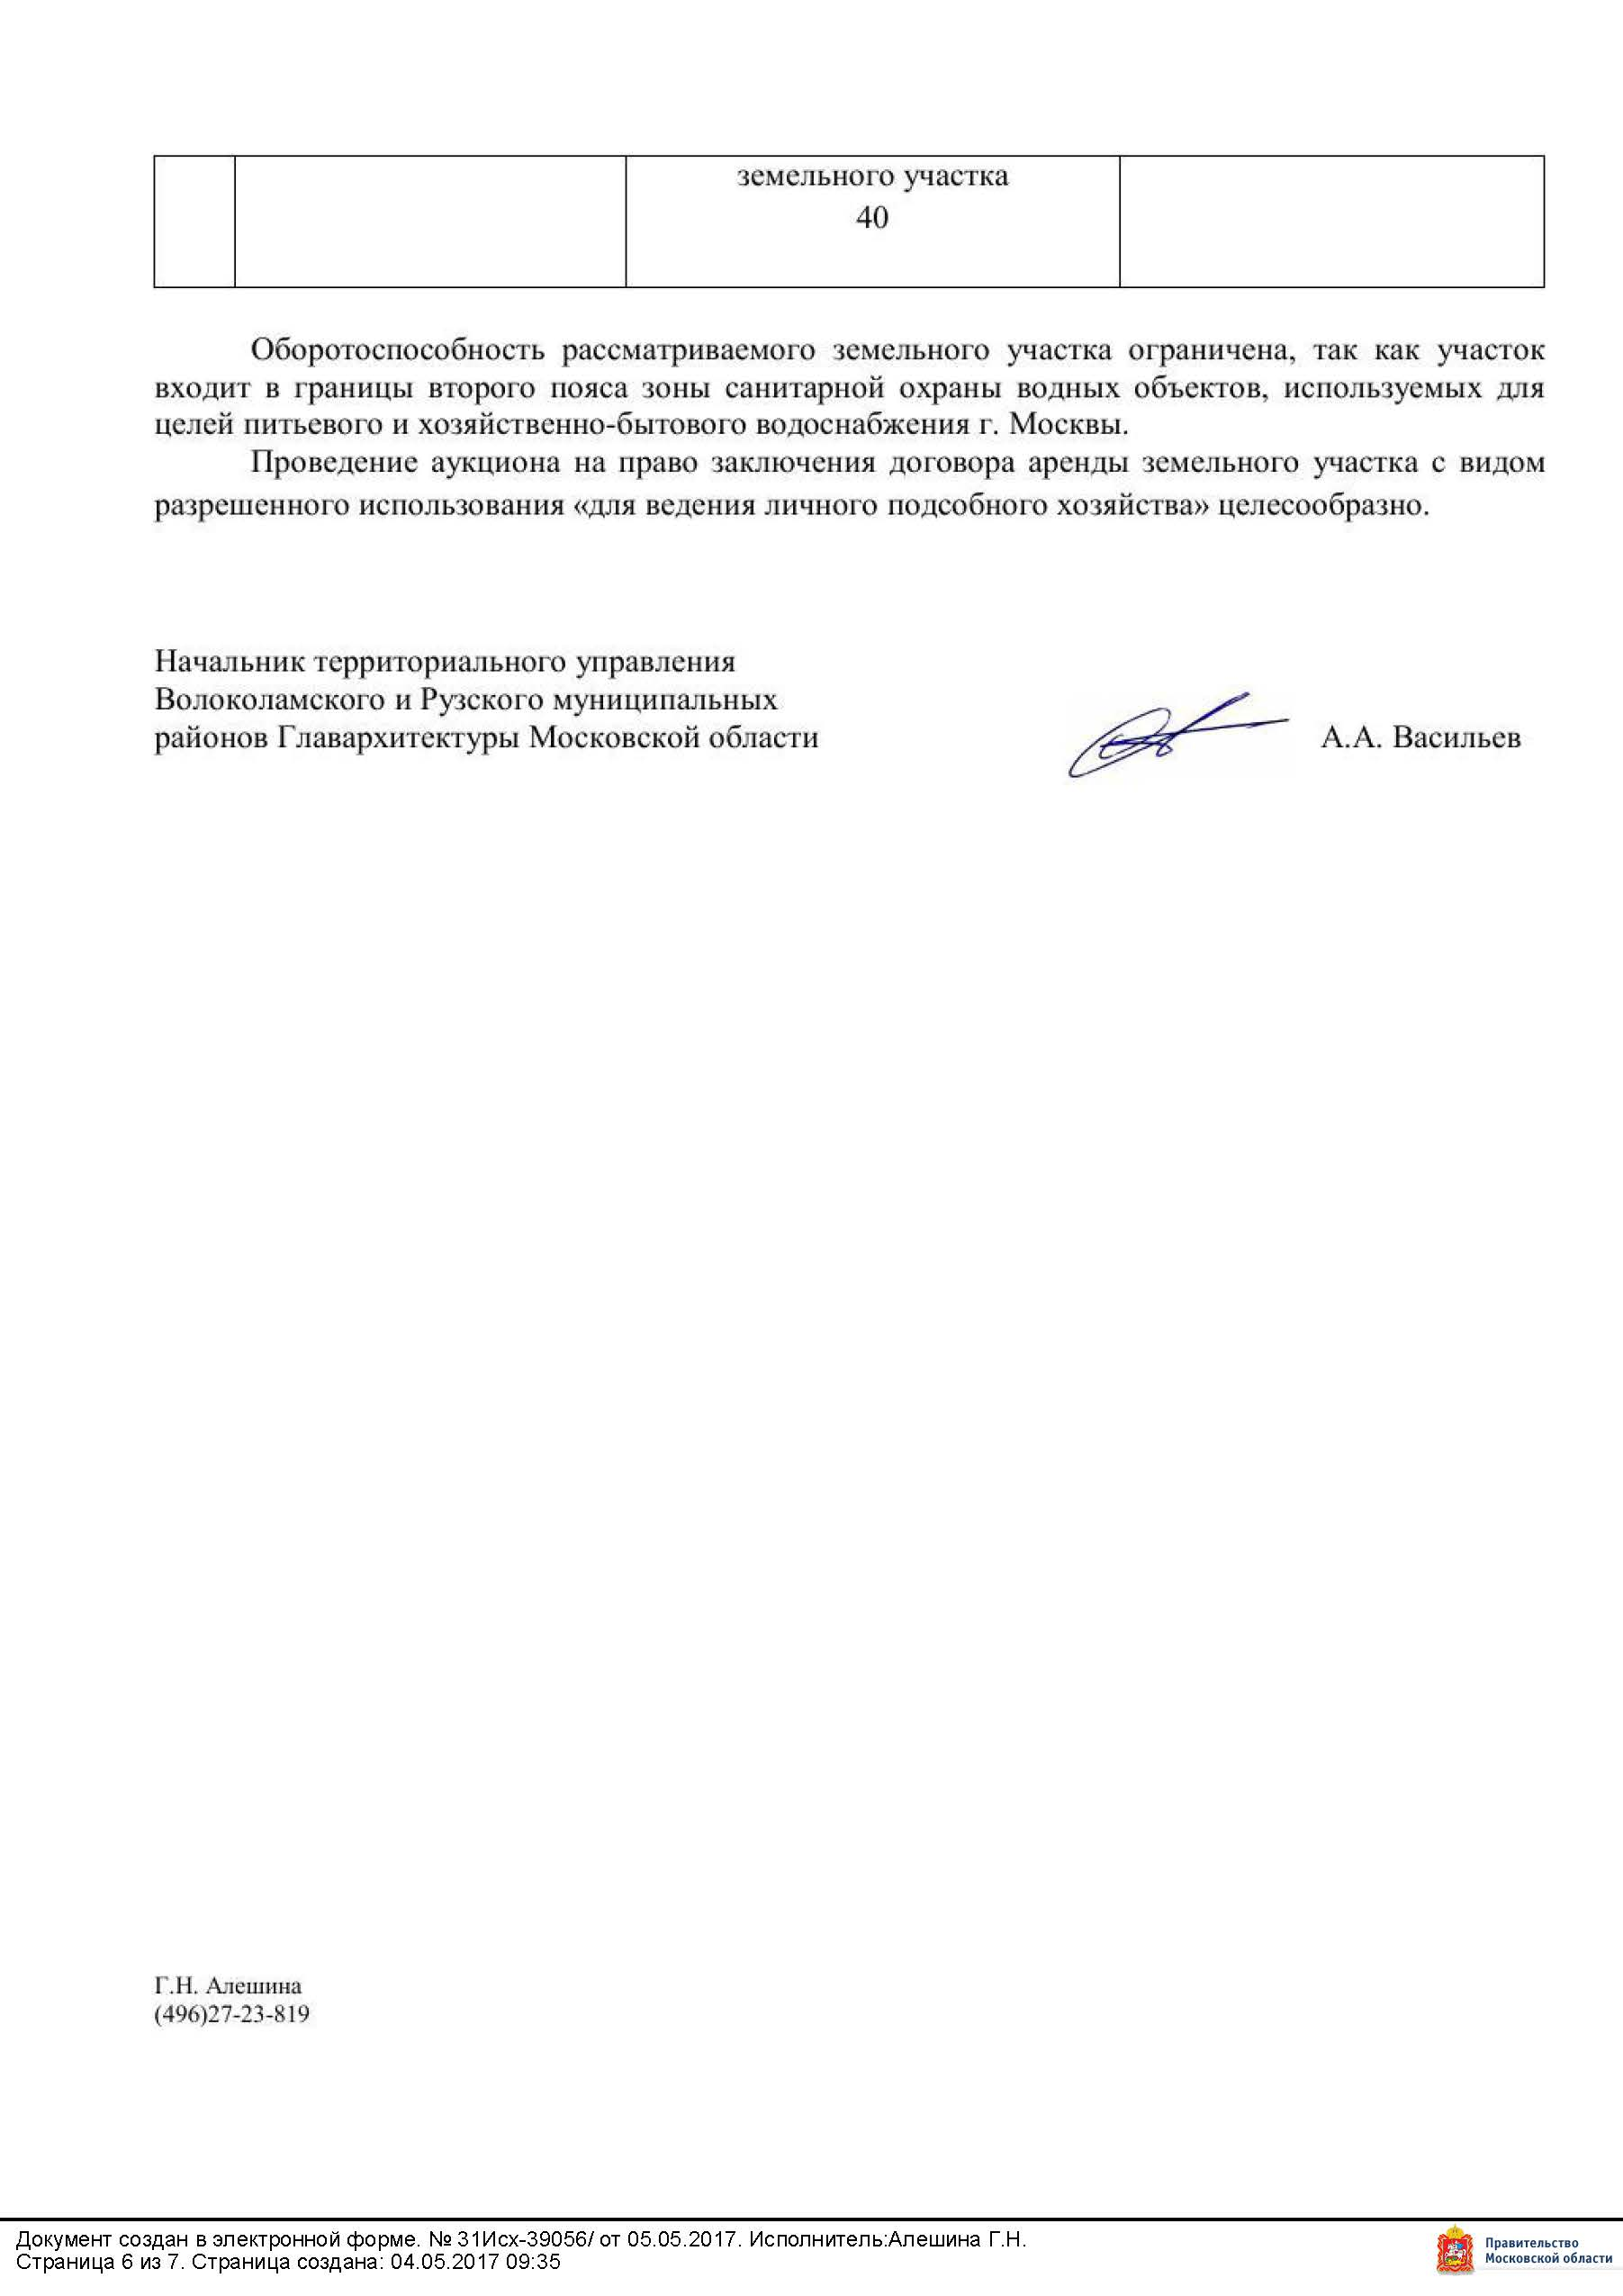 земельного участка
40
Оборотоспособность рассматриваемого земельного участка ограничена, так как участок
входит в границы второго пояса зоны санитарной охраны водных объектов, используемых для
целей питьевого и хозяйственно-бытового водоснабжения г. Москвы.
Проведение аукциона на право заключения договора аренды земельного участка с видом
разрешенного использования «для ведения личного подсобного хозяйства» целесообразно.
Начальник территориального управления
Волоколамского и Рузского муниципальных
районов Главархитектуры Московской области
А.А. Васильев
Г.Н. Алешина
(496)27-23-819
Документ создан в электронной форме. № 31Исх-39056/ от 05.05.2017. Исполнитель:Алешина Г.Н.
Страница 6 из 7. Страница создана: 04.05.2017 09:35
Правительство
Московской области